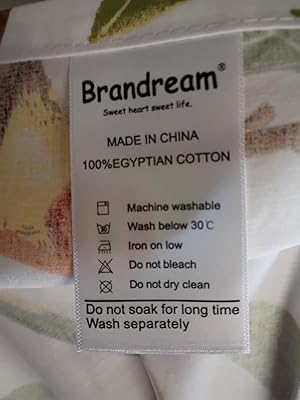 Brandream®
Sweet heart sweet life.
MADE IN CHINA
100%EGYPTIAN COTTON
Machine washable
Wash below 30℃
Iron on low
Do not bleach
Do not dry clean
Do not soak for long time
Wash separately